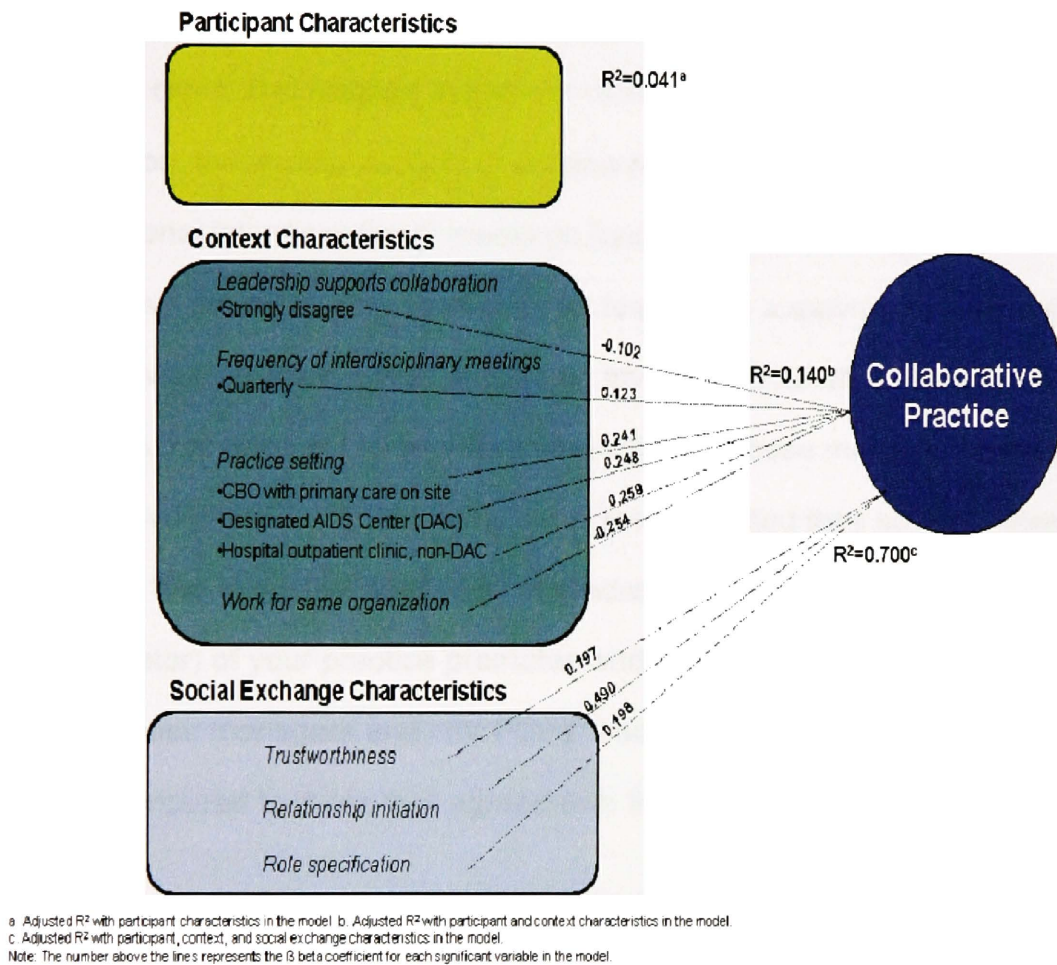 Participant Characteristics
R²=0.041ᵃ
Context Characteristics
Leadership supports collaboration
•Strongly disagree
-0.102
Frequency of interdisciplinary meetings
•Quarterly
0.123
R²=0.140ᵇ
Collaborative
Practice
Practice setting
0.241
•CBO with primary care on site
0.248
•Designated AIDS Center (DAC)
0.259
•Hospital outpatient clinic, non-DAC
0.254
Work for same organization
R²=0.700ᶜ
Social Exchange Characteristics
0.197
0.490
0.198
Trustworthiness
Relationship initiation
Role specification
a Adjusted R² with participant characteristics in the model b. Adjusted R² with participant and context characteristics in the model.
c. Adjusted R² with participant, context, and social exchange characteristics in the model.
Note: The number above the lines represents the ß beta coefficient for each significant variable in the model.